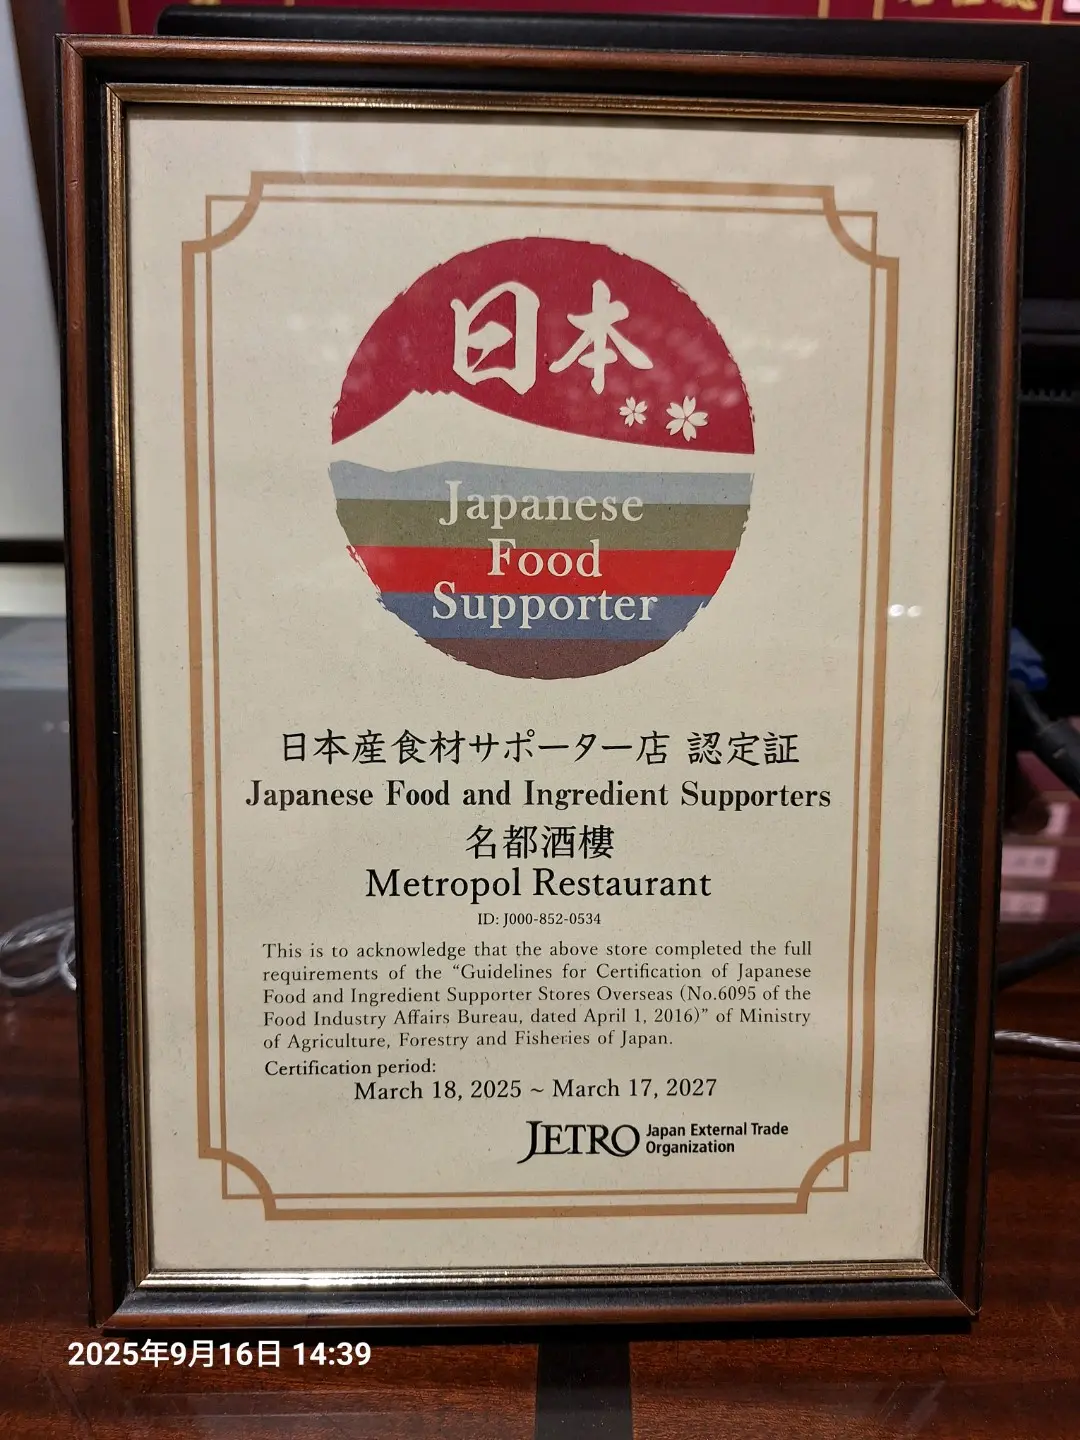 日本
Japanese
Food
Supporter
日本産食材サポーター店 認定証
Japanese Food and Ingredient Supporters
名都酒樓
Metropol Restaurant
ID: J000-852-0534
This is to acknowledge that the above store completed the full
requirements of the “Guidelines for Certification of Japanese
Food and Ingredient Supporter Stores Overseas (No.6095 of the
Food Industry Affairs Bureau, dated April 1, 2016)” of Ministry
of Agriculture, Forestry and Fisheries of Japan.
Certification period:
March 18, 2025 ~ March 17, 2027
JETRO Japan External Trade
Organization
2025年9月16日 14:39